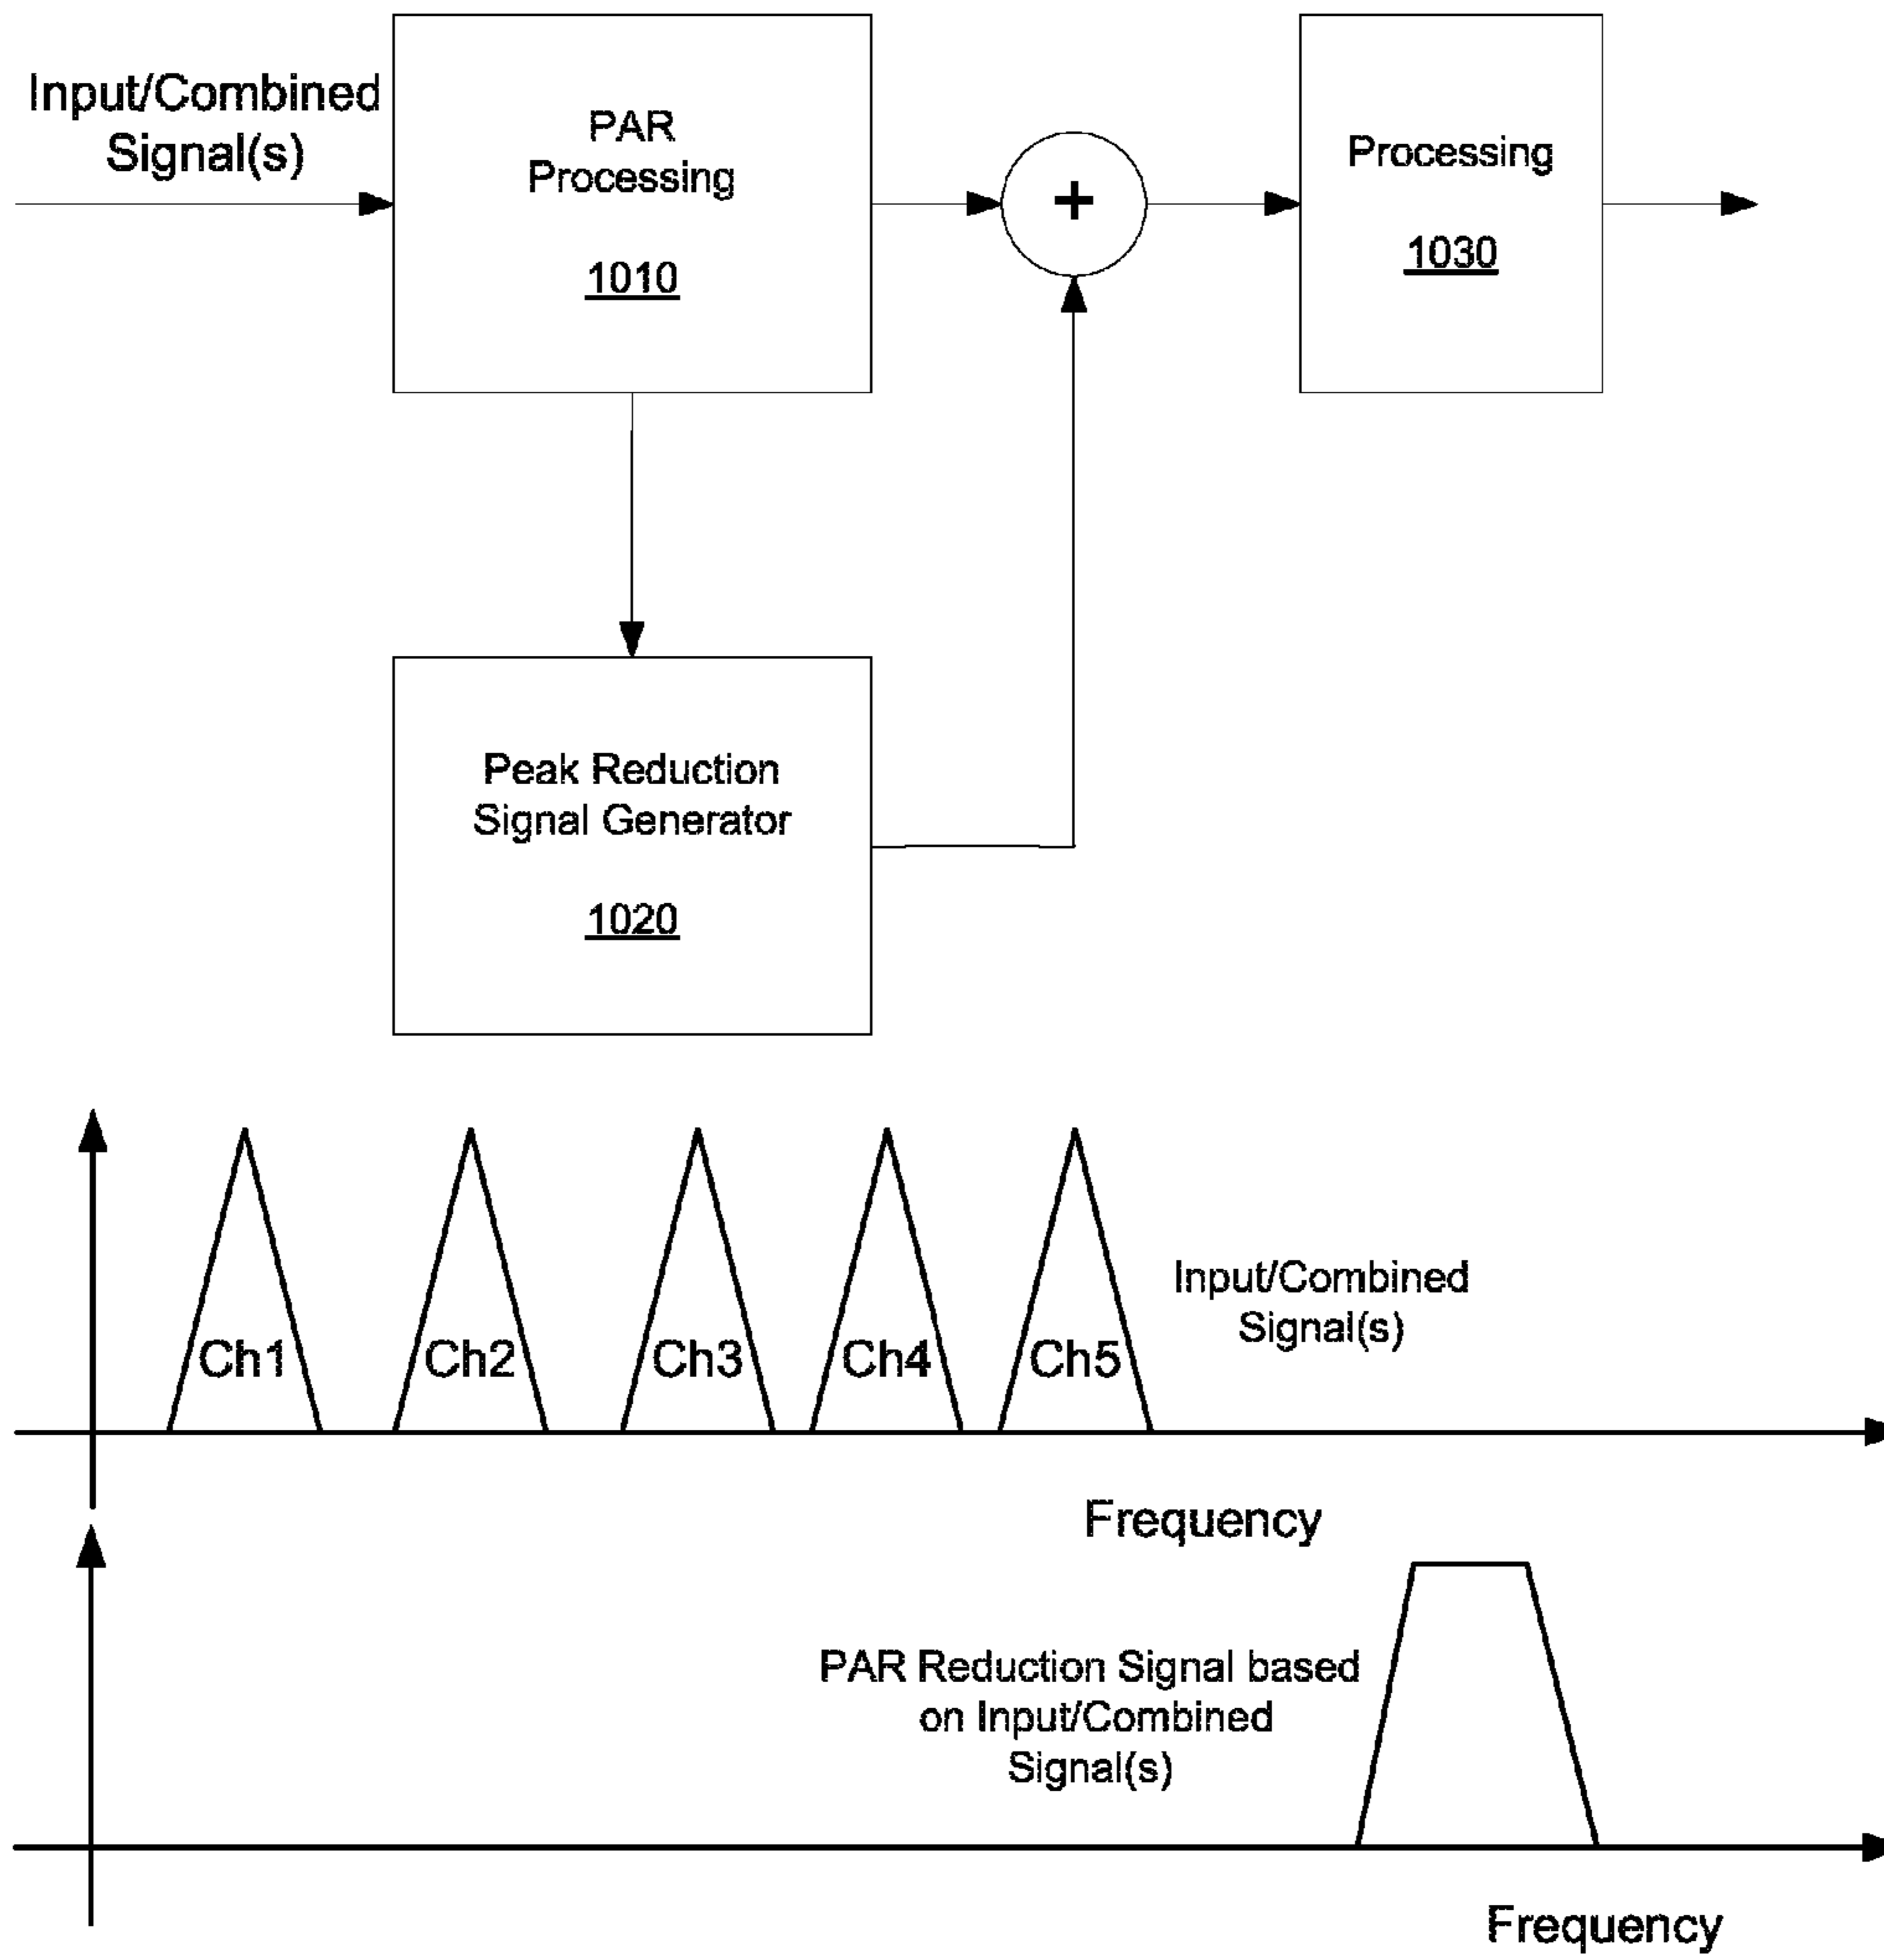 Input/Combined
Signal(s)
PAR
Processing
1010
+
Processing
1030
Peak Reduction
Signal Generator
1020
Ch1
Ch2
Ch3
Ch4
Ch5
Input/Combined
Signal(s)
Frequency
PAR Reduction Signal based
on Input/Combined
Signal(s)
Frequency